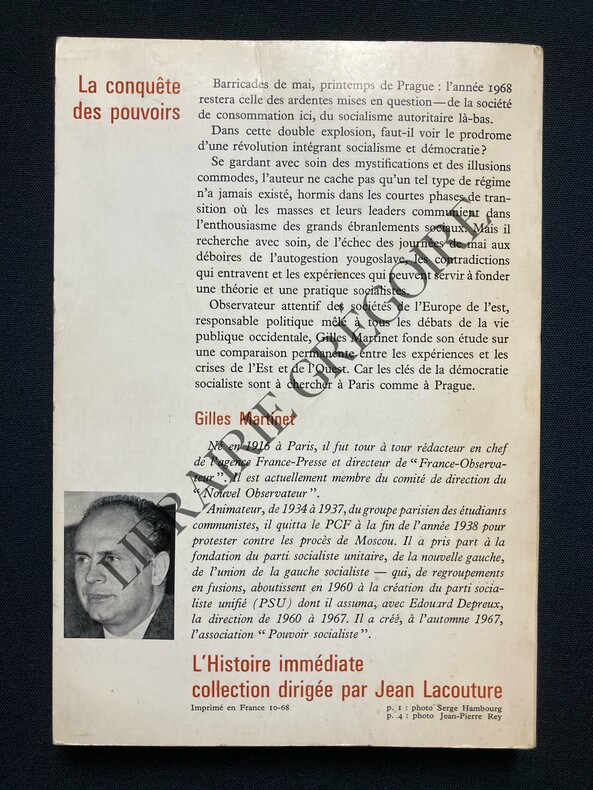 La conquête
des pouvoirs
Barricades de mai, printemps de Prague : l'année 1968
restera celle des ardentes mises en question—de la société
de consommation ici, du socialisme autoritaire là-bas.
Dans cette double explosion, faut-il voir le prodrome
d'une révolution intégrant socialisme et démocratie?
Se gardant avec soin des mystifications et des illusions
commodes, l'auteur ne cache pas qu'un tel type de régime
n'a jamais existé, hormis dans les courtes phases de tran-
sition où les masses et leurs leaders communient dans
l'enthousiasme des grands ébranlements sociaux. Mais il
recherche avec soin, de l'échec des journées de mai aux
déboires de l'autogestion yougoslave, les contradictions
qui entravent et les expériences qui peuvent servir à fonder
une théorie et une pratique socialistes.
Observateur attentif des sociétés de l'Europe de l'est,
responsable politique mêlé à tous les débats de la vie
publique occidentale, Gilles Martinet fonde son étude sur
une comparaison permanente entre les expériences et les
crises de l'Est et de l'Ouest. Car les clés de la démocratie
socialiste sont à chercher à Paris comme à Prague.
Gilles Martinet
Né en 1916 à Paris, il fut tour à tour rédacteur en chef
de l'agence France-Presse et directeur de "France-Observa-
teur". Il est actuellement membre du comité de direction du
"Nouvel Observateur".
Animateur, de 1934 à 1937, du groupe parisien des étudiants
communistes, il quitta le PCF à la fin de l'année 1938 pour
protester contre les procès de Moscou. Il a pris part à la
fondation du parti socialiste unitaire, de la nouvelle gauche,
de l'union de la gauche socialiste — qui, de regroupements
en fusions, aboutissent en 1960 à la création du parti socia-
liste unifié (PSU) dont il assuma, avec Edouard Depreux,
la direction de 1960 à 1967. Il a créé, à l'automne 1967,
l'association "Pouvoir socialiste".
L'Histoire immédiate
collection dirigée par Jean Lacouture
Imprimé en France 10-68
p. 1 : photo Serge Hambourg
p. 4 : photo Jean-Pierre Rey
LIBRAIRIE GREGOIRE